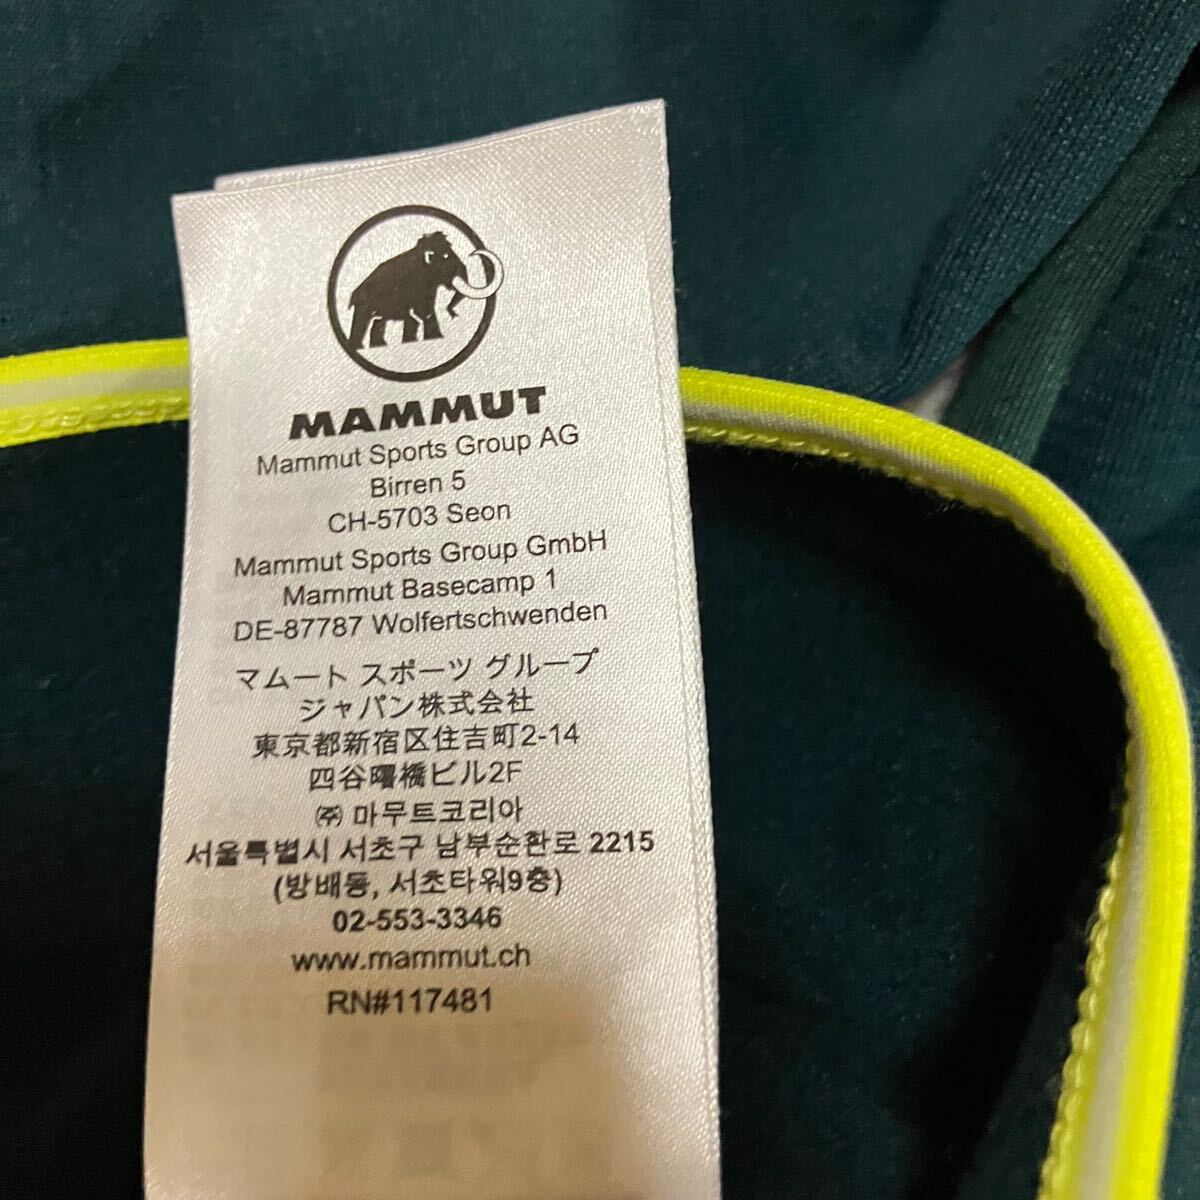 MAMMUT
Mammut Sports Group AG
Birren 5
CH-5703 Seon
Mammut Sports Group GmbH
Mammut Basecamp 1
DE-87787 Wolfertschwenden
マムート スポーツ グループ
ジャパン株式会社
東京都新宿区住吉町2-14
四谷曙橋ビル2F
㈜ 마무트코리아
서울특별시 서초구 남부순환로 2215
(방배동, 서초타워9층)
02-553-3346
www.mammut.ch
RN#117481